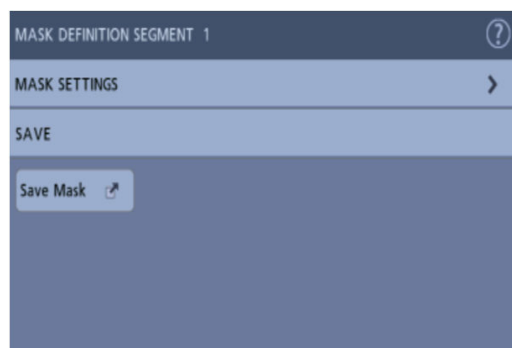 MASK DEFINITION SEGMENT 1
?
MASK SETTINGS
SAVE
Save Mask